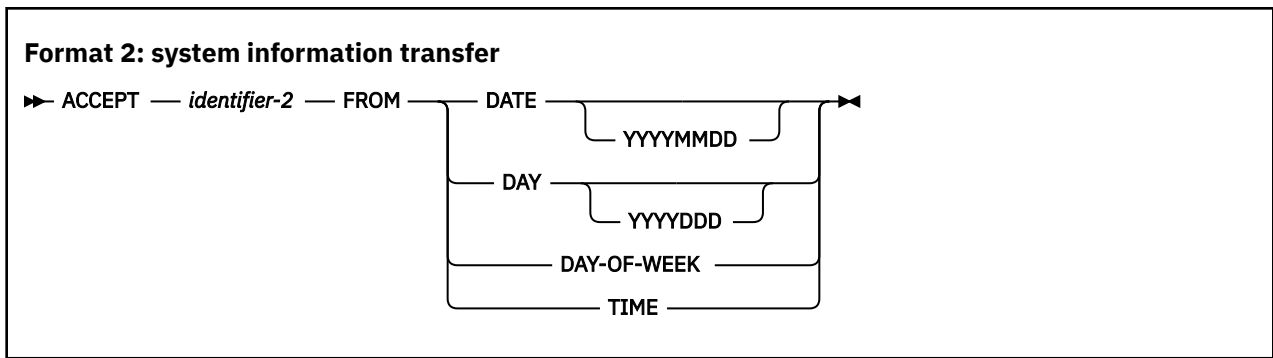 Format 2: system information transfer
ACCEPT identifier-2 FROM DATE
YYYYMMDD
DAY
YYYYDDD
DAY-OF-WEEK
TIME